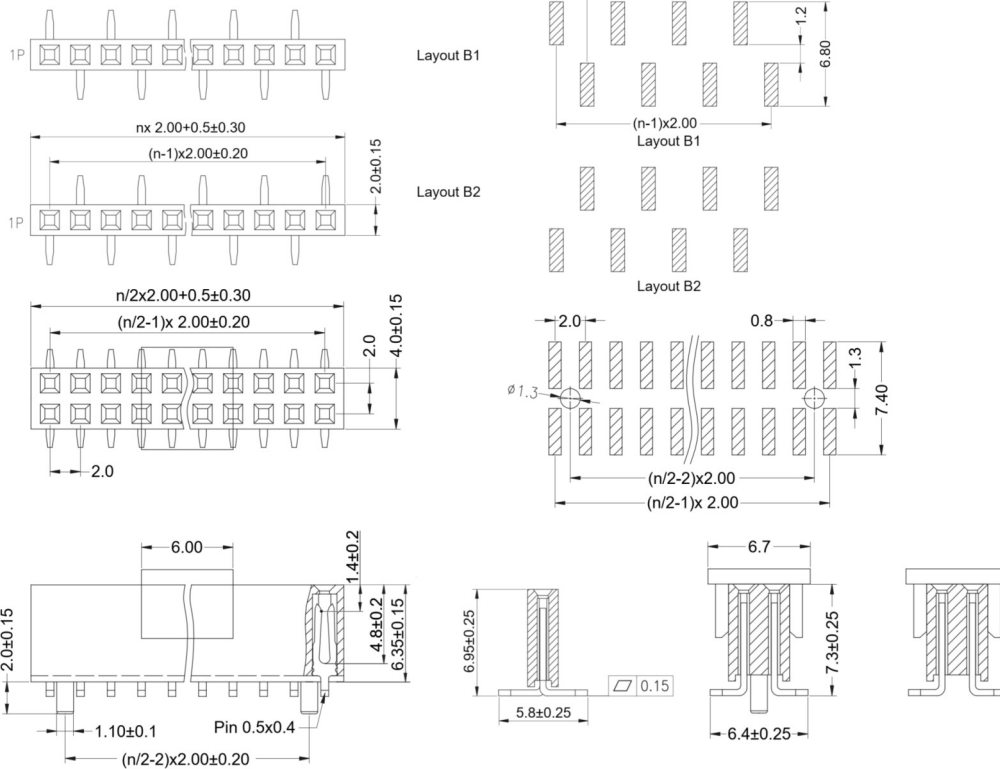 1P
Layout B1
1.2
6.80
(n-1)x2.00
Layout B1
nx 2.00+0.5±0.30
(n-1)x2.00±0.20
2.0±0.15
1P
Layout B2
Layout B2
n/2x2.00+0.5±0.30
(n/2-1)x 2.00±0.20
2.0
4.0±0.15
2.0
2.0
0.8
1.3
7.40
Ø1.3
(n/2-2)x2.00
(n/2-1)x 2.00
6.00
1.4±0.2
4.8±0.2
6.35±0.15
2.0±0.15
1.10±0.1
Pin 0.5x0.4
(n/2-2)x2.00±0.20
6.95±0.25
5.8±0.25
0.15
6.7
7.3±0.25
6.4±0.25